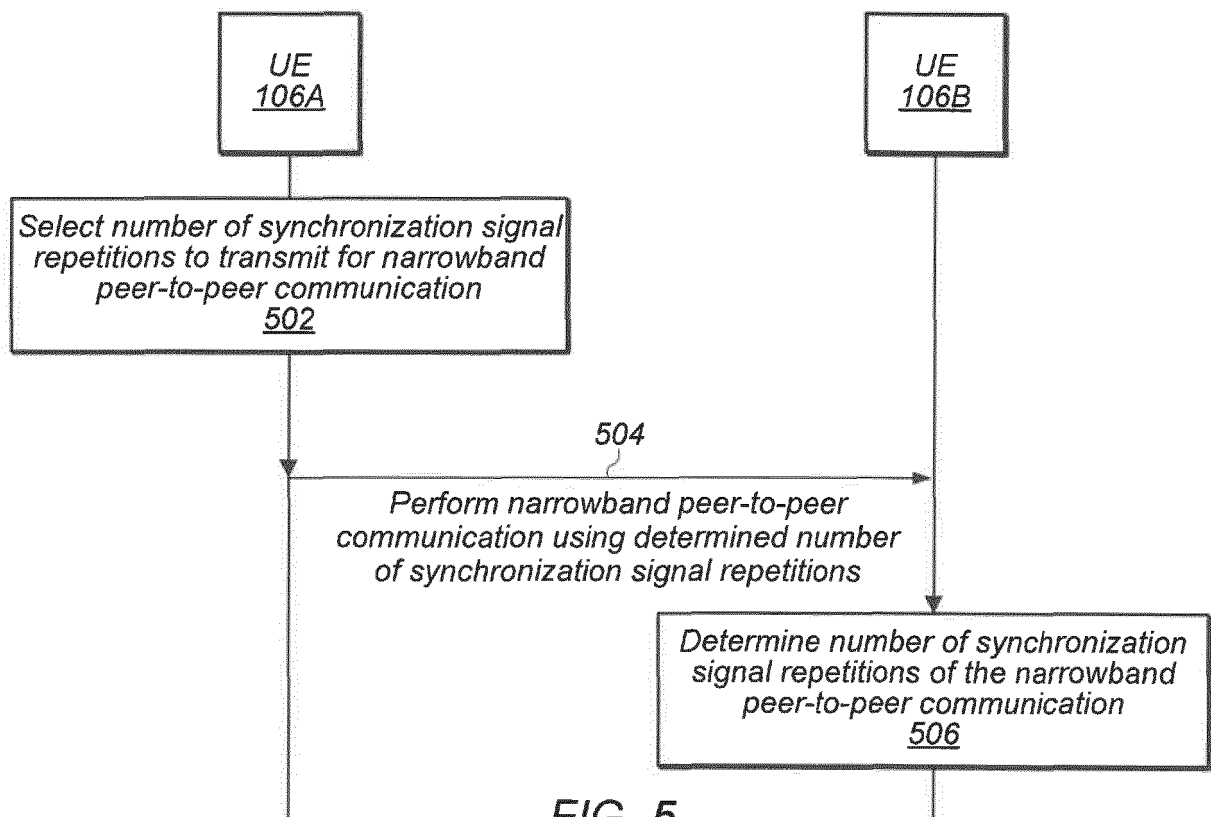 UE
106A
UE
106B
Select number of synchronization signal
repetitions to transmit for narrowband
peer-to-peer communication
502
504
Perform narrowband peer-to-peer
communication using determined number
of synchronization signal repetitions
Determine number of synchronization
signal repetitions of the narrowband
peer-to-peer communication
506
FIG. 5